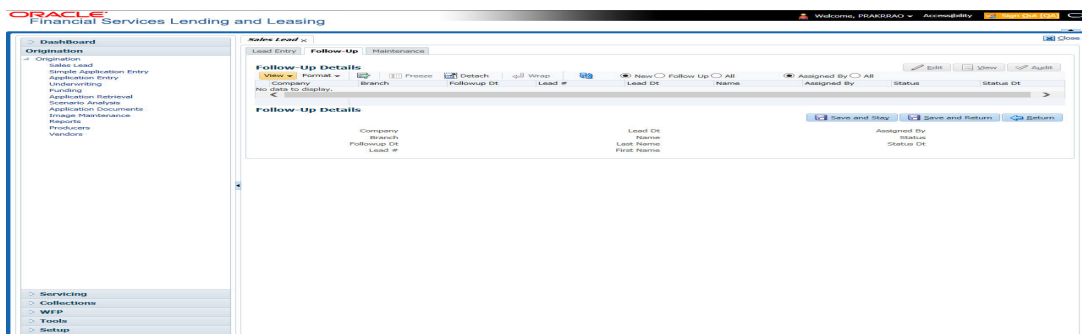 ORACLE
Financial Services Lending and Leasing
Welcome, PRAKRRAO Accessibility Sign Out [QA]
DashBoard
Origination
Origination
Sales Lead
Simple Application Entry
Application Entry
Underwriting
Funding
Application Retrieval
Scenario Analysis
Application Documents
Image Maintenance
Reports
Producers
Vendors
Servicing
Collections
WFP
Tools
Setup
Sales Lead x
Close
Lead Entry Follow-Up Maintenance
Follow-Up Details
Edit View Audit
View Format Freeze Detach Wrap New Follow Up All Assigned By All
Company Branch Followup Dt Lead # Lead Dt Name Assigned By Status Status Dt
No data to display.
Follow-Up Details
Save and Stay Save and Return Return
Company Lead Dt Assigned By
Branch Name Status
Followup Dt Last Name Status Dt
Lead # First Name